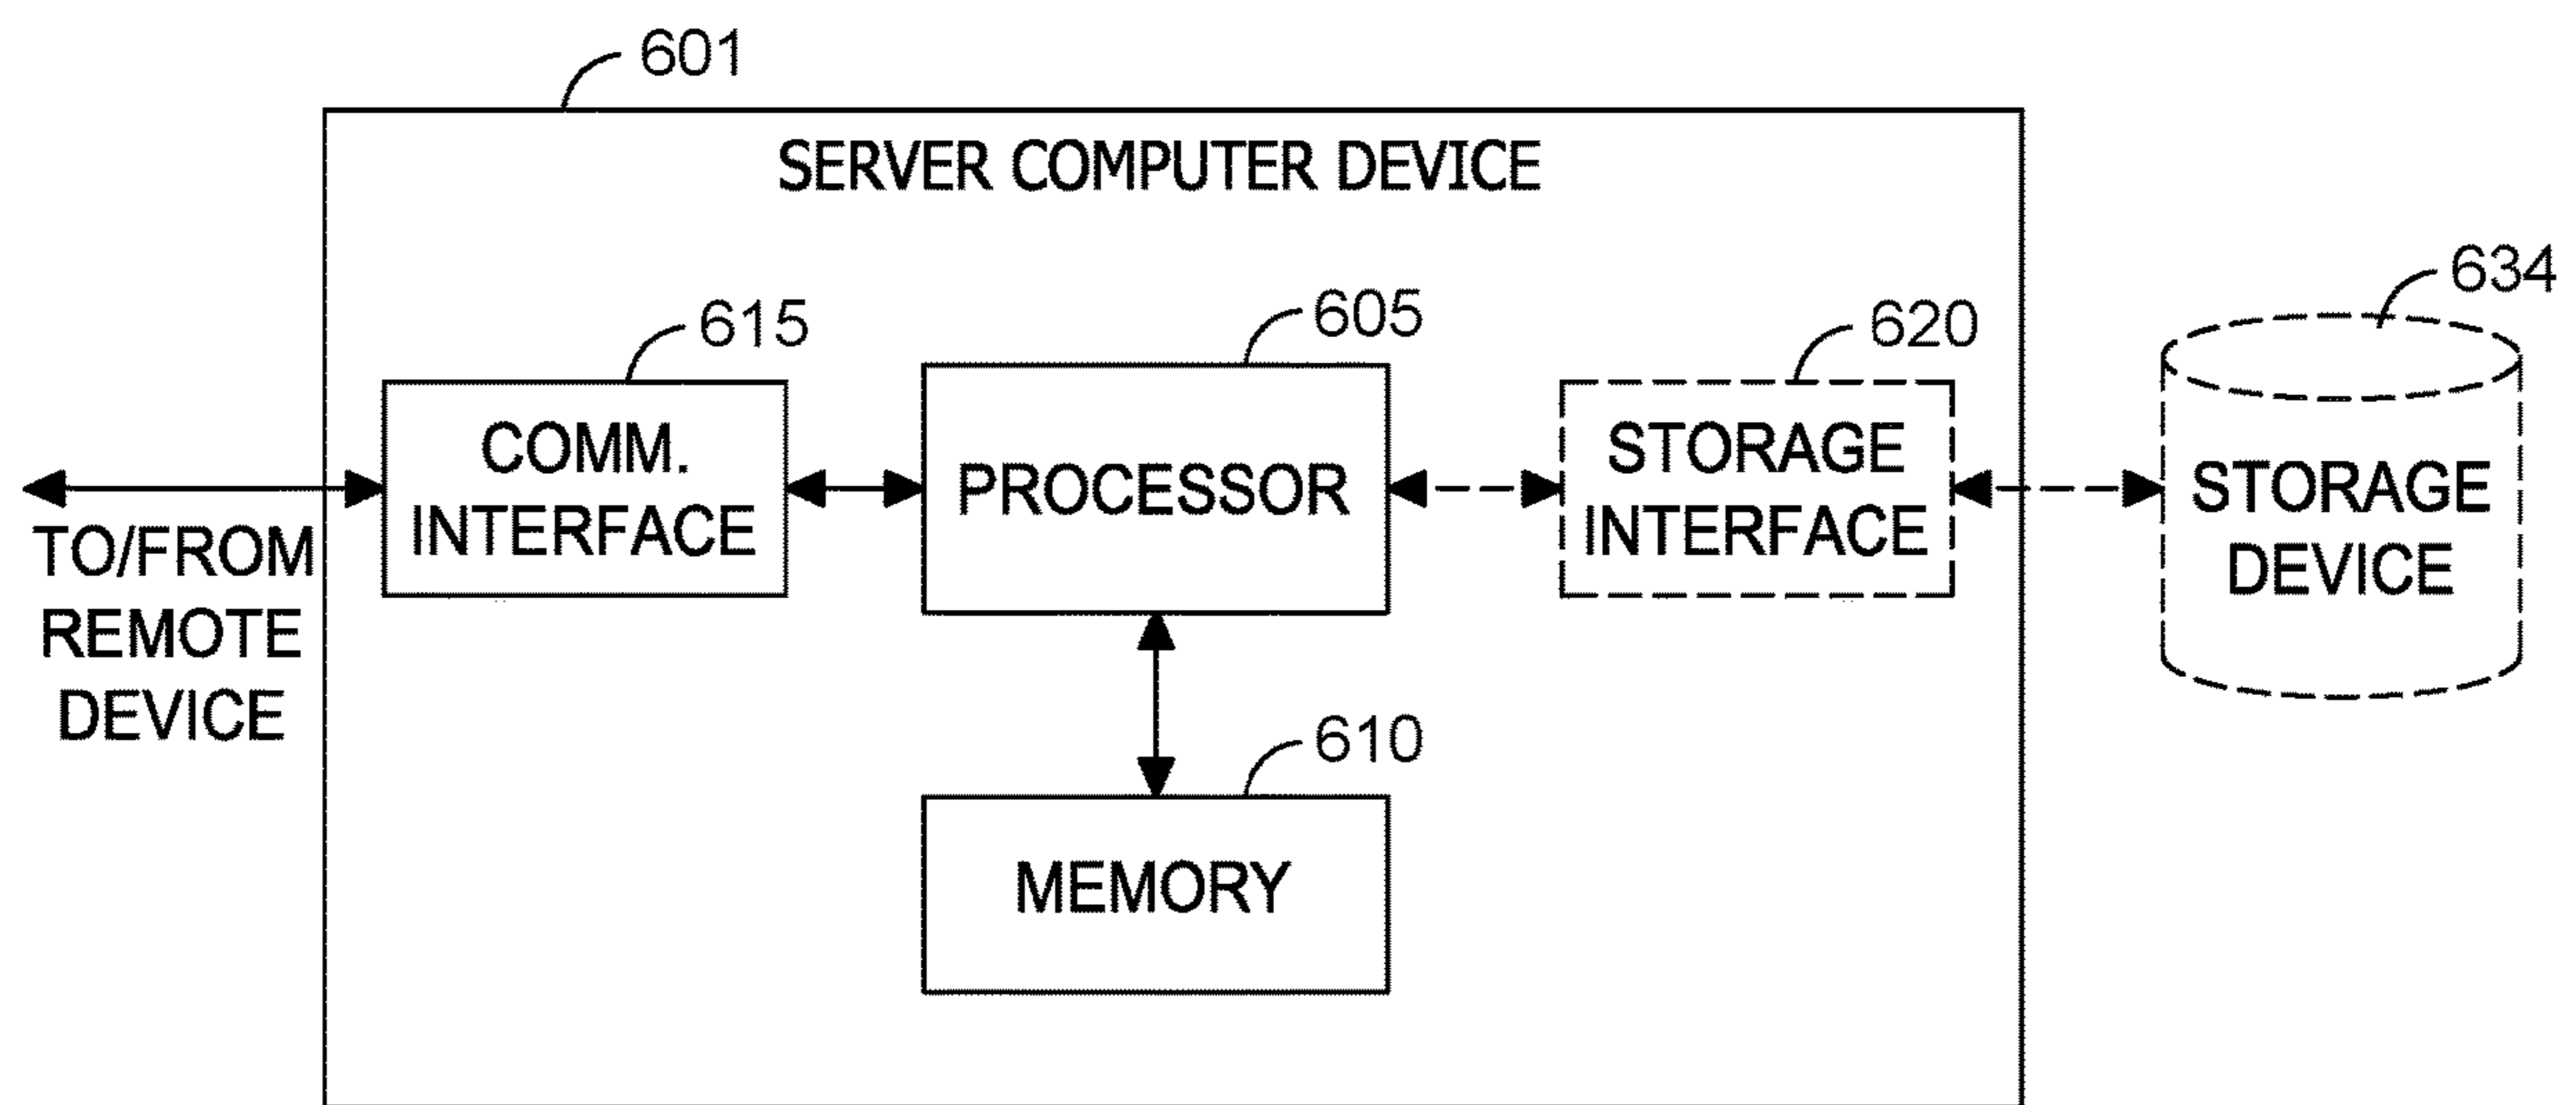 601
SERVER COMPUTER DEVICE
634
615
605
620
COMM.
INTERFACE
PROCESSOR
STORAGE
INTERFACE
STORAGE
DEVICE
TO/FROM
REMOTE
DEVICE
610
MEMORY